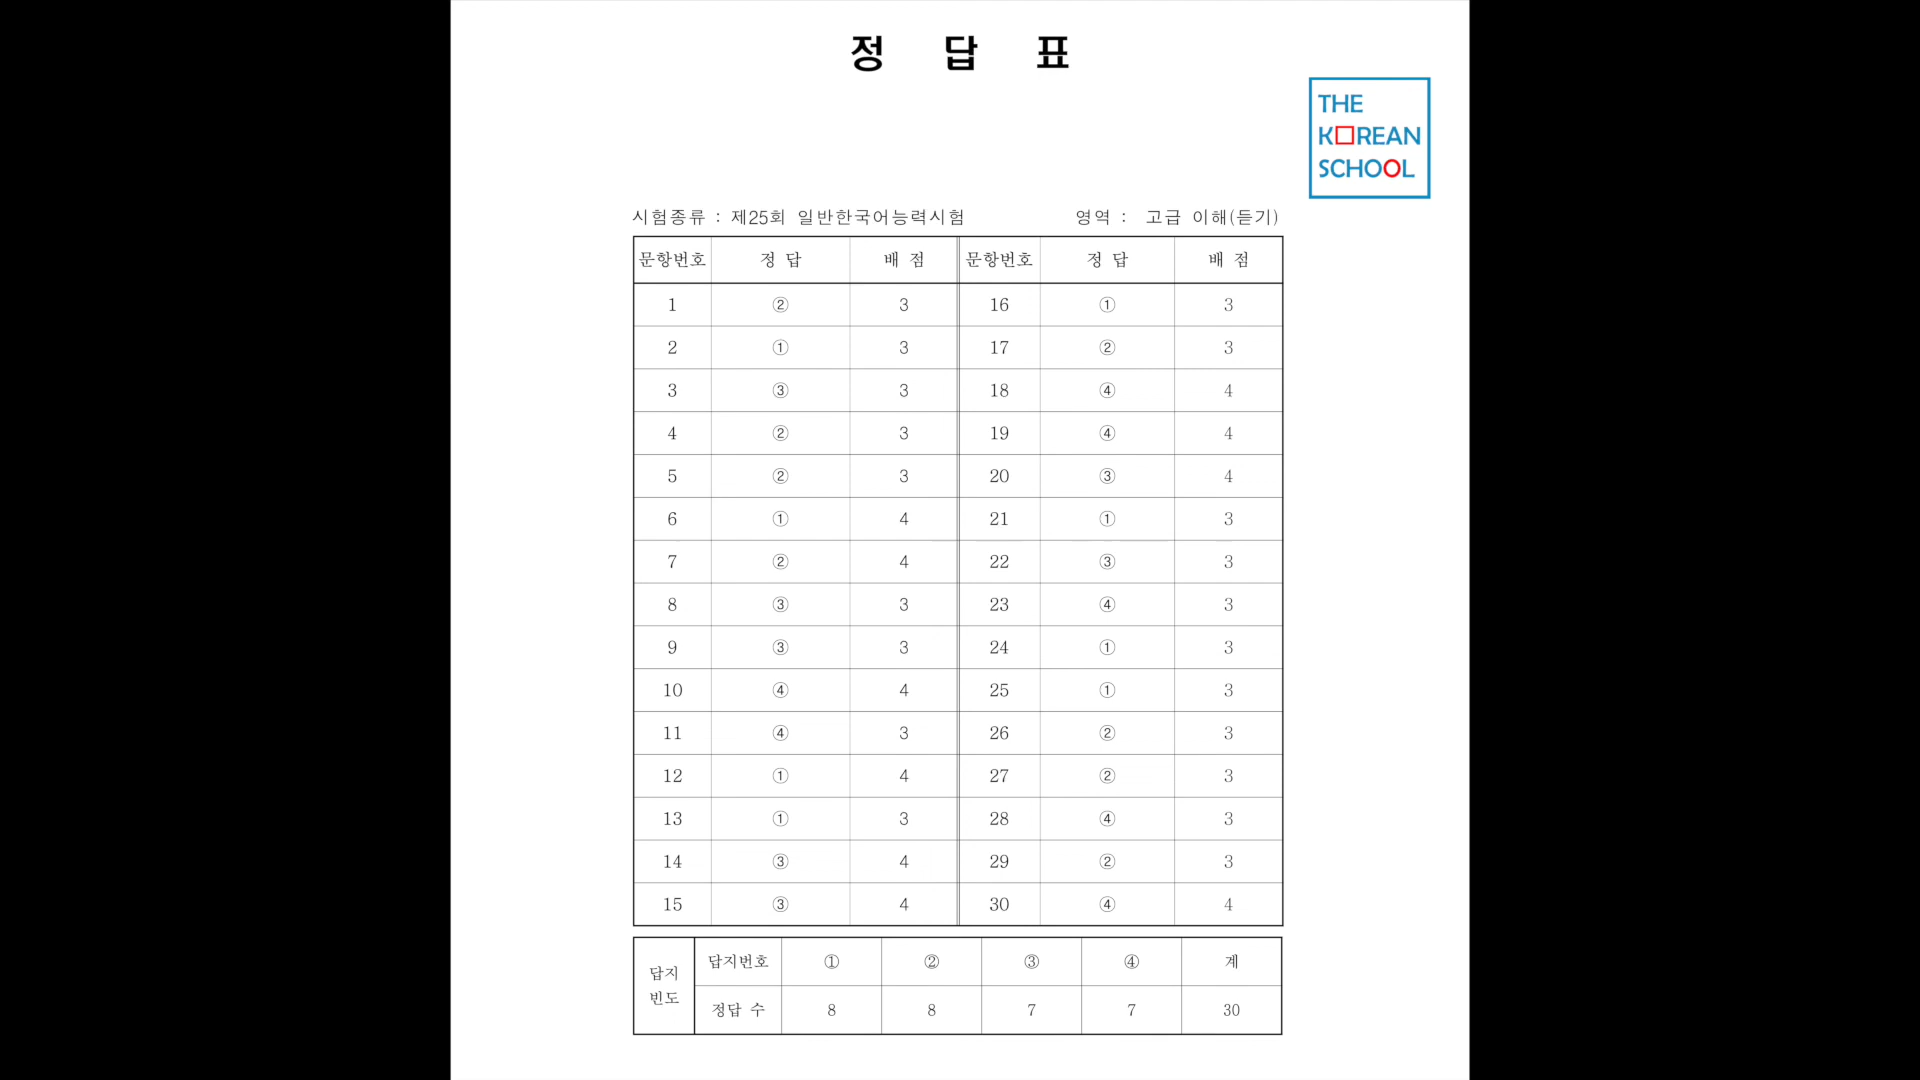 정 답 표
THE
K□REAN
SCHOOL
시험종류 : 제25회 일반한국어능력시험 영역 : 고급 이해(듣기)
문항번호 정 답 배 점 문항번호 정 답 배 점
1 ② 3 16 ① 3
2 ① 3 17 ② 3
3 ③ 3 18 ④ 4
4 ② 3 19 ④ 4
5 ② 3 20 ③ 4
6 ① 4 21 ① 3
7 ② 4 22 ③ 3
8 ③ 3 23 ④ 3
9 ③ 3 24 ① 3
10 ④ 4 25 ① 3
11 ④ 3 26 ② 3
12 ① 4 27 ② 3
13 ① 3 28 ④ 3
14 ③ 4 29 ② 3
15 ③ 4 30 ④ 4
답지 빈도
답지번호 ① ② ③ ④ 계
정답 수 8 8 7 7 30